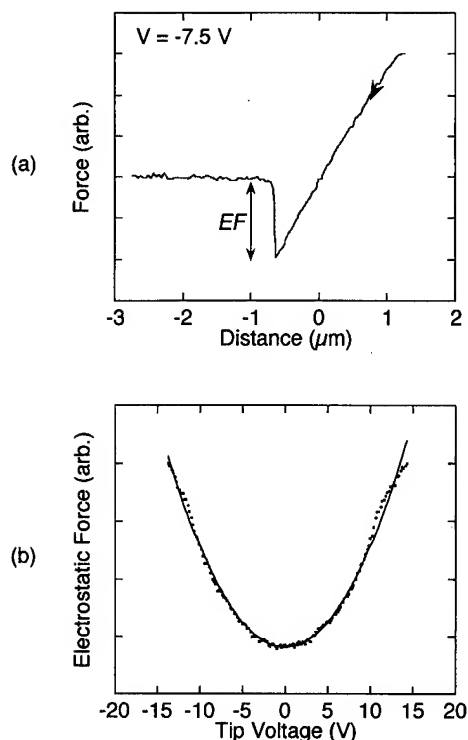 V = -7.5 V
(a)
Force (arb.)
EF
-3 -2 -1 0 1 2
Distance (µm)
(b)
Electrostatic Force (arb.)
-20 -15 -10 -5 0 5 10 15 20
Tip Voltage (V)